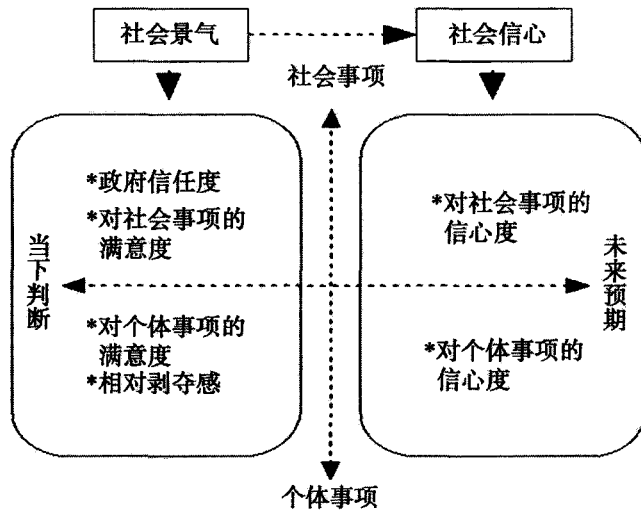 社会景气
社会信心
社会事项
*政府信任度
*对社会事项的
满意度
*对社会事项的
信心度
当下判断
未来预期
*对个体事项的
满意度
*相对剥夺感
*对个体事项的
信心度
个体事项